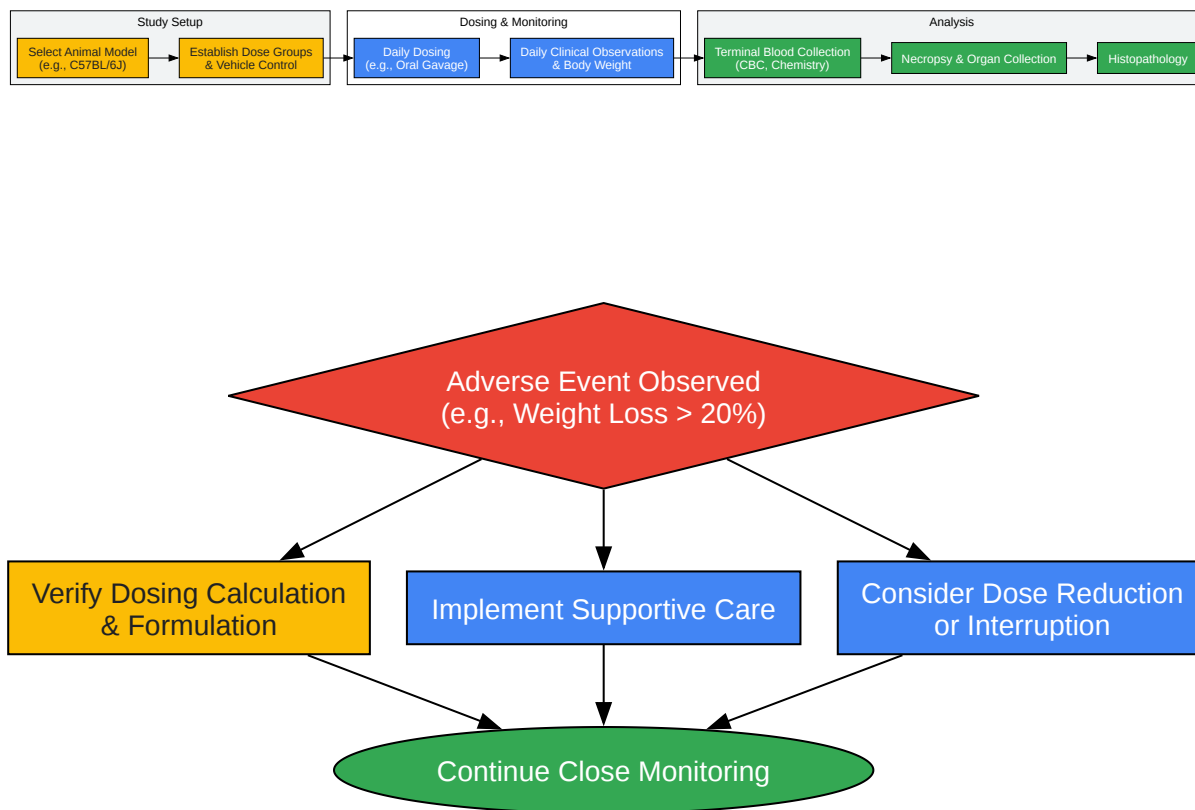 Study Setup
Select Animal Model
(e.g., C57BL/6J)
Establish Dose Groups
& Vehicle Control
Dosing & Monitoring
Daily Dosing
(e.g., Oral Gavage)
Daily Clinical Observations
& Body Weight
Analysis
Terminal Blood Collection
(CBC, Chemistry)
Necropsy & Organ Collection
Histopathology
Adverse Event Observed
(e.g., Weight Loss > 20%)
Verify Dosing Calculation
& Formulation
Implement Supportive Care
Consider Dose Reduction
or Interruption
Continue Close Monitoring